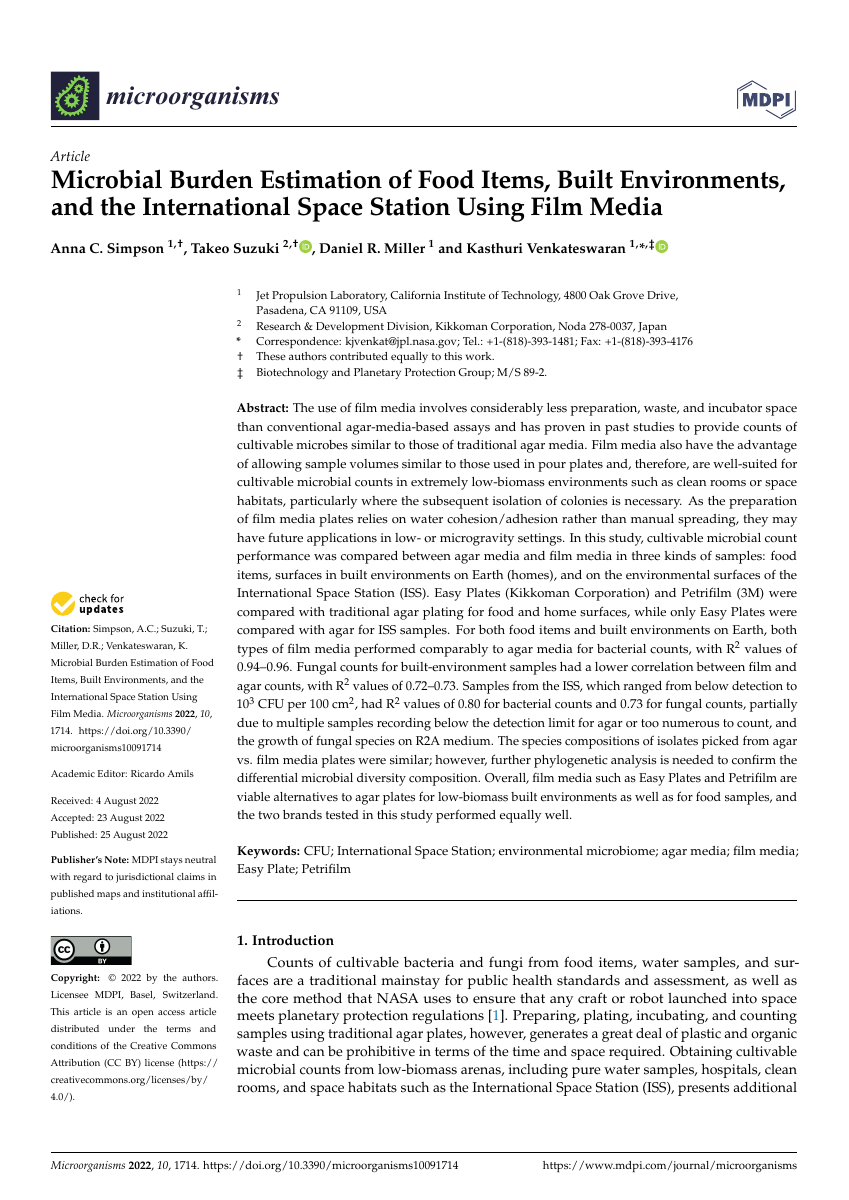 microorganisms
MDPI
Article
Microbial Burden Estimation of Food Items, Built Environments,
and the International Space Station Using Film Media
Anna C. Simpson 1,†, Takeo Suzuki 2,† iD, Daniel R. Miller 1 and Kasthuri Venkateswaran 1,*,‡ iD
1 Jet Propulsion Laboratory, California Institute of Technology, 4800 Oak Grove Drive,
Pasadena, CA 91109, USA
2 Research & Development Division, Kikkoman Corporation, Noda 278-0037, Japan
* Correspondence: kjvenkat@jpl.nasa.gov; Tel.: +1-(818)-393-1481; Fax: +1-(818)-393-4176
† These authors contributed equally to this work.
‡ Biotechnology and Planetary Protection Group; M/S 89-2.
Abstract: The use of film media involves considerably less preparation, waste, and incubator space
than conventional agar-media-based assays and has proven in past studies to provide counts of
cultivable microbes similar to those of traditional agar media. Film media also have the advantage
of allowing sample volumes similar to those used in pour plates and, therefore, are well-suited for
cultivable microbial counts in extremely low-biomass environments such as clean rooms or space
habitats, particularly where the subsequent isolation of colonies is necessary. As the preparation
of film media plates relies on water cohesion/adhesion rather than manual spreading, they may
have future applications in low- or microgravity settings. In this study, cultivable microbial count
performance was compared between agar media and film media in three kinds of samples: food
items, surfaces in built environments on Earth (homes), and on the environmental surfaces of the
International Space Station (ISS). Easy Plates (Kikkoman Corporation) and Petrifilm (3M) were
compared with traditional agar plating for food and home surfaces, while only Easy Plates were
compared with agar for ISS samples. For both food items and built environments on Earth, both
types of film media performed comparably to agar media for bacterial counts, with R2 values of
0.94–0.96. Fungal counts for built-environment samples had a lower correlation between film and
agar counts, with R2 values of 0.72–0.73. Samples from the ISS, which ranged from below detection to
103 CFU per 100 cm2, had R2 values of 0.80 for bacterial counts and 0.73 for fungal counts, partially
due to multiple samples recording below the detection limit for agar or too numerous to count, and
the growth of fungal species on R2A medium. The species compositions of isolates picked from agar
vs. film media plates were similar; however, further phylogenetic analysis is needed to confirm the
differential microbial diversity composition. Overall, film media such as Easy Plates and Petrifilm are
viable alternatives to agar plates for low-biomass built environments as well as for food samples, and
the two brands tested in this study performed equally well.
Keywords: CFU; International Space Station; environmental microbiome; agar media; film media;
Easy Plate; Petrifilm
check for
updates
Citation: Simpson, A.C.; Suzuki, T.;
Miller, D.R.; Venkateswaran, K.
Microbial Burden Estimation of Food
Items, Built Environments, and the
International Space Station Using
Film Media. Microorganisms 2022, 10,
1714. https://doi.org/10.3390/
microorganisms10091714
Academic Editor: Ricardo Amils
Received: 4 August 2022
Accepted: 23 August 2022
Published: 25 August 2022
Publisher's Note: MDPI stays neutral
with regard to jurisdictional claims in
published maps and institutional affil-
iations.
cc BY
Copyright: © 2022 by the authors.
Licensee MDPI, Basel, Switzerland.
This article is an open access article
distributed under the terms and
conditions of the Creative Commons
Attribution (CC BY) license (https://
creativecommons.org/licenses/by/
4.0/).
1. Introduction
Counts of cultivable bacteria and fungi from food items, water samples, and sur-
faces are a traditional mainstay for public health standards and assessment, as well as
the core method that NASA uses to ensure that any craft or robot launched into space
meets planetary protection regulations [1]. Preparing, plating, incubating, and counting
samples using traditional agar plates, however, generates a great deal of plastic and organic
waste and can be prohibitive in terms of the time and space required. Obtaining cultivable
microbial counts from low-biomass arenas, including pure water samples, hospitals, clean
rooms, and space habitats such as the International Space Station (ISS), presents additional
Microorganisms 2022, 10, 1714. https://doi.org/10.3390/microorganisms10091714
https://www.mdpi.com/journal/microorganisms